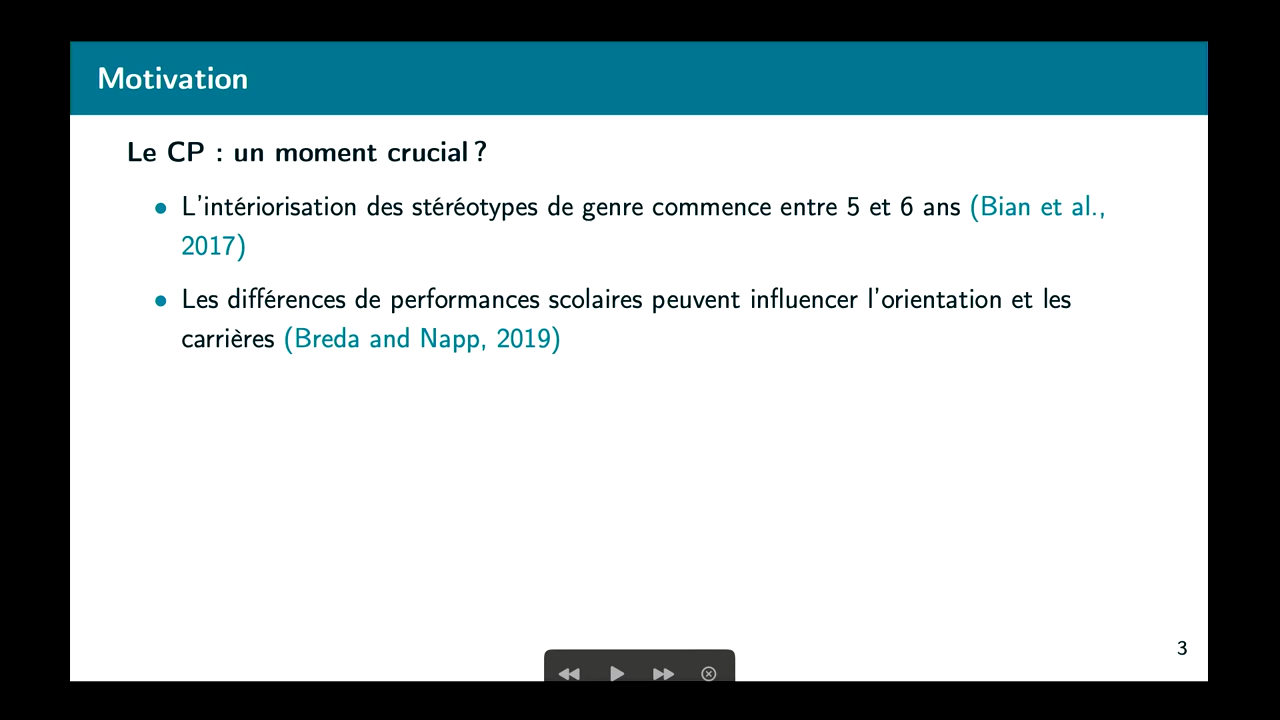 Motivation
Le CP : un moment crucial ?
• L'intériorisation des stéréotypes de genre commence entre 5 et 6 ans (Bian et al.,
2017)
• Les différences de performances scolaires peuvent influencer l'orientation et les
carrières (Breda and Napp, 2019)
3